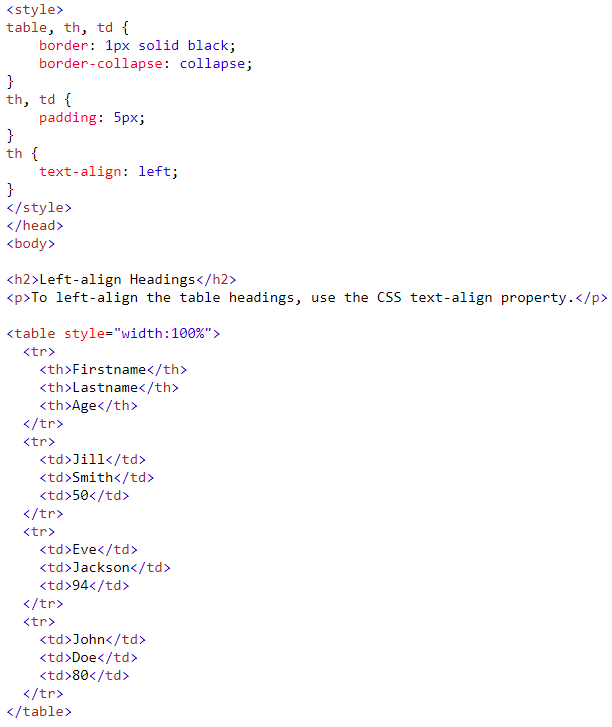 <style>
table, th, td {
    border: 1px solid black;
    border-collapse: collapse;
}
th, td {
    padding: 5px;
}
th {
    text-align: left;
}
</style>
</head>
<body>

<h2>Left-align Headings</h2>
<p>To left-align the table headings, use the CSS text-align property.</p>

<table style="width:100%">
  <tr>
    <th>Firstname</th>
    <th>Lastname</th>
    <th>Age</th>
  </tr>
  <tr>
    <td>Jill</td>
    <td>Smith</td>
    <td>50</td>
  </tr>
  <tr>
    <td>Eve</td>
    <td>Jackson</td>
    <td>94</td>
  </tr>
  <tr>
    <td>John</td>
    <td>Doe</td>
    <td>80</td>
  </tr>
</table>